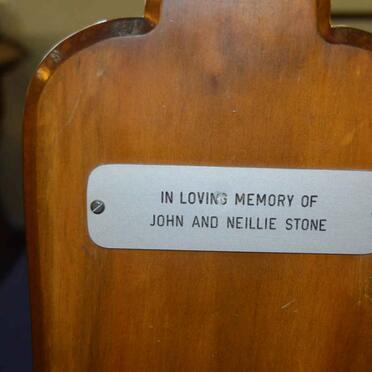 IN LOVING MEMORY OF
JOHN AND NEILLIE STONE